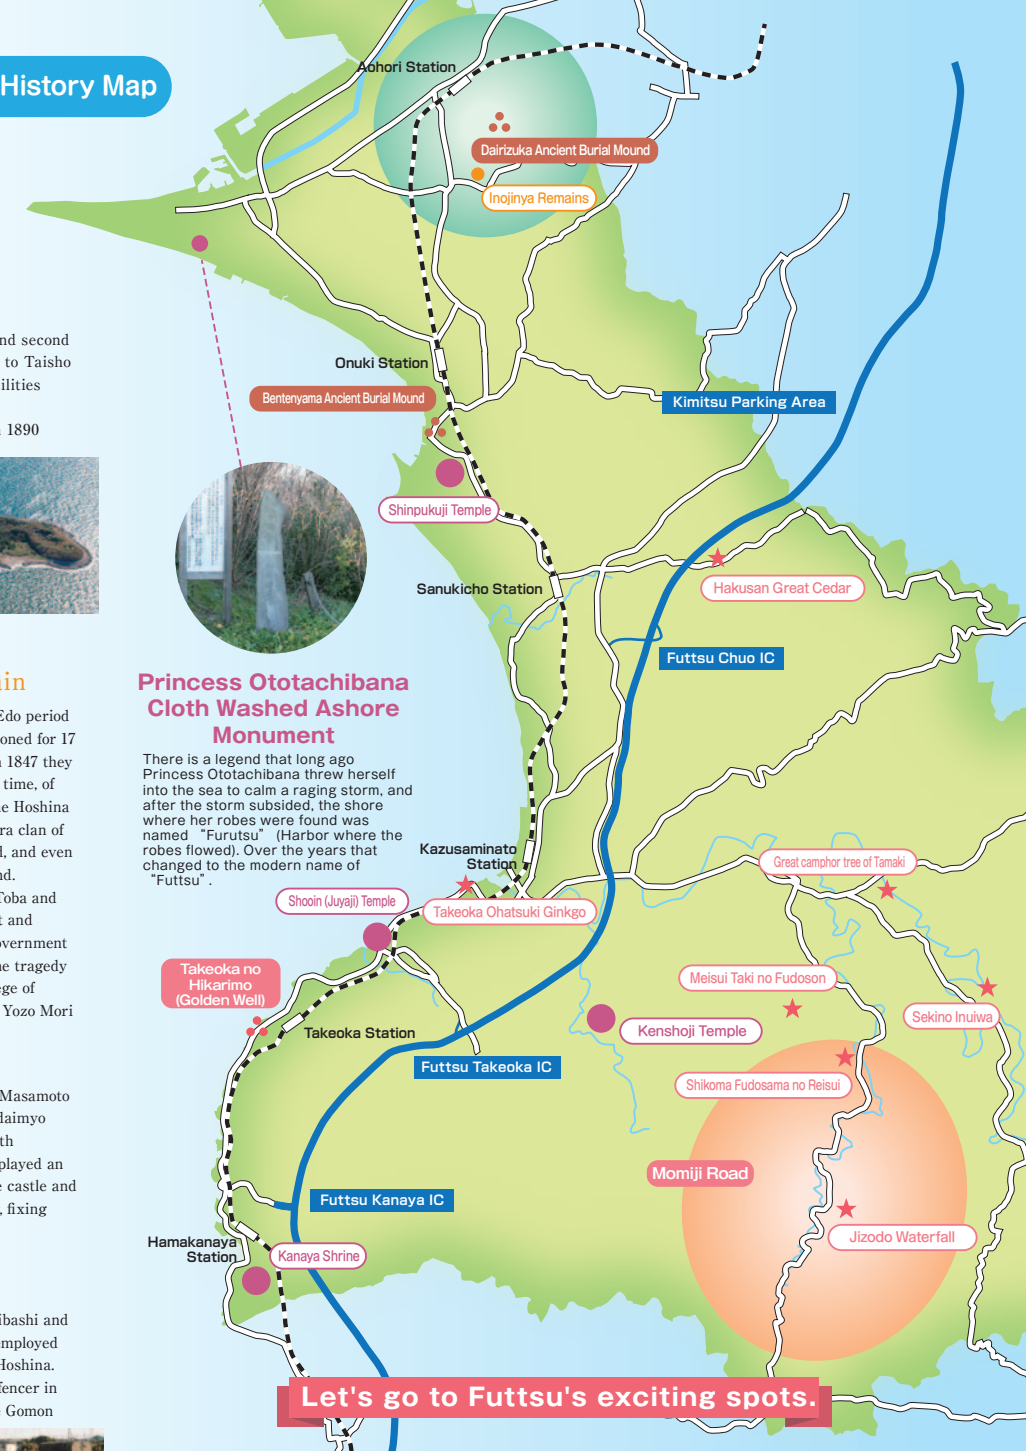 History Map
nd second
to Taisho
ilities
1890
in
Edo period
oned for 17
1847 they
time, of
e Hoshina
ra clan of
d, and even
nd.
Toba and
t and
overnment
ne tragedy
ege of
Yozo Mori
Masamoto
daimyo
th
played an
e castle and
, fixing
ibashi and
employed
Hoshina.
fencer in
Gomon
Aohori Station
Dairizuka Ancient Burial Mound
Inojinya Remains
Onuki Station
Bentenyama Ancient Burial Mound
Kimitsu Parking Area
Shinpukuji Temple
Sanukicho Station
Hakusan Great Cedar
Futtsu Chuo IC
Princess Ototachibana
Cloth Washed Ashore
Monument
There is a legend that long ago
Princess Ototachibana threw herself
into the sea to calm a raging storm, and
after the storm subsided, the shore
where her robes were found was
named “Furutsu” (Harbor where the
robes flowed). Over the years that
changed to the modern name of
“Futtsu”.
Kazusaminato
Station
Great camphor tree of Tamaki
Shooin (Juyaji) Temple
Takeoka Ohatsuki Ginkgo
Takeoka no
Hikarimo
(Golden Well)
Meisui Taki no Fudoson
Sekino Inuiwa
Takeoka Station
Kenshoji Temple
Futtsu Takeoka IC
Shikoma Fudosama no Reisui
Momiji Road
Futtsu Kanaya IC
Jizodo Waterfall
Hamakanaya
Station
Kanaya Shrine
Let's go to Futtsu's exciting spots.